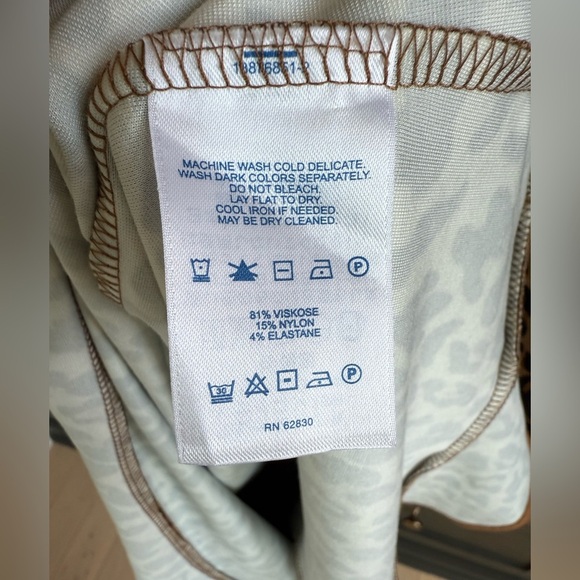 MACHINE WASH COLD DELICATE.
WASH DARK COLORS SEPARATELY.
DO NOT BLEACH.
LAY FLAT TO DRY.
COOL IRON IF NEEDED.
MAY BE DRY CLEANED.
P
81% VISKOSE
15% NYLON
4% ELASTANE
30 P
RN 62830